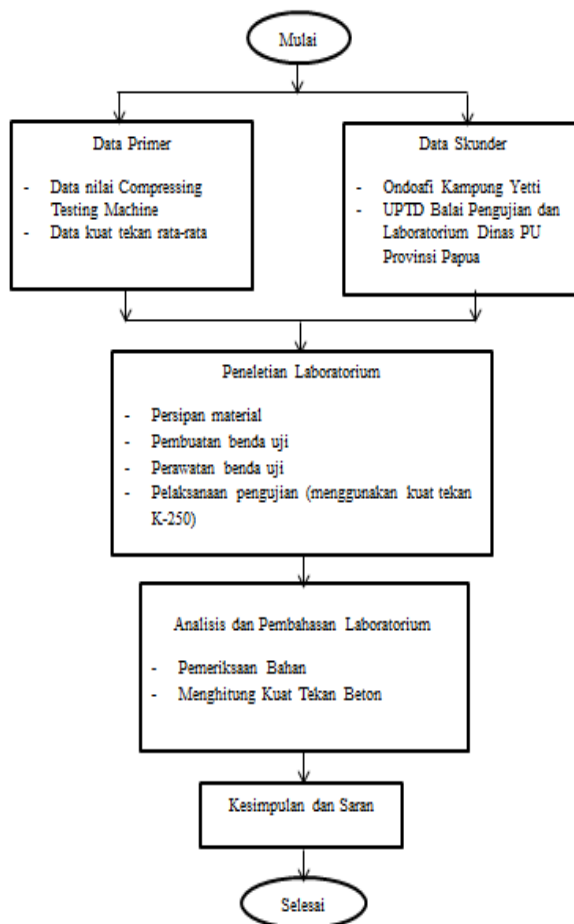 Mulai
Data Primer
- Data nilai Compressing
Testing Machine
- Data kuat tekan rata-rata
Data Skunder
- Ondoafi Kampung Yetti
- UPTD Balai Pengujian dan
Laboratorium Dinas PU
Provinsi Papua
Peneletian Laboratorium
- Persipan material
- Pembuatan benda uji
- Perawatan benda uji
- Pelaksanaan pengujian (menggunakan kuat tekan
K-250)
Analisis dan Pembahasan Laboratorium
- Pemeriksaan Bahan
- Menghitung Kuat Tekan Beton
Kesimpulan dan Saran
Selesai